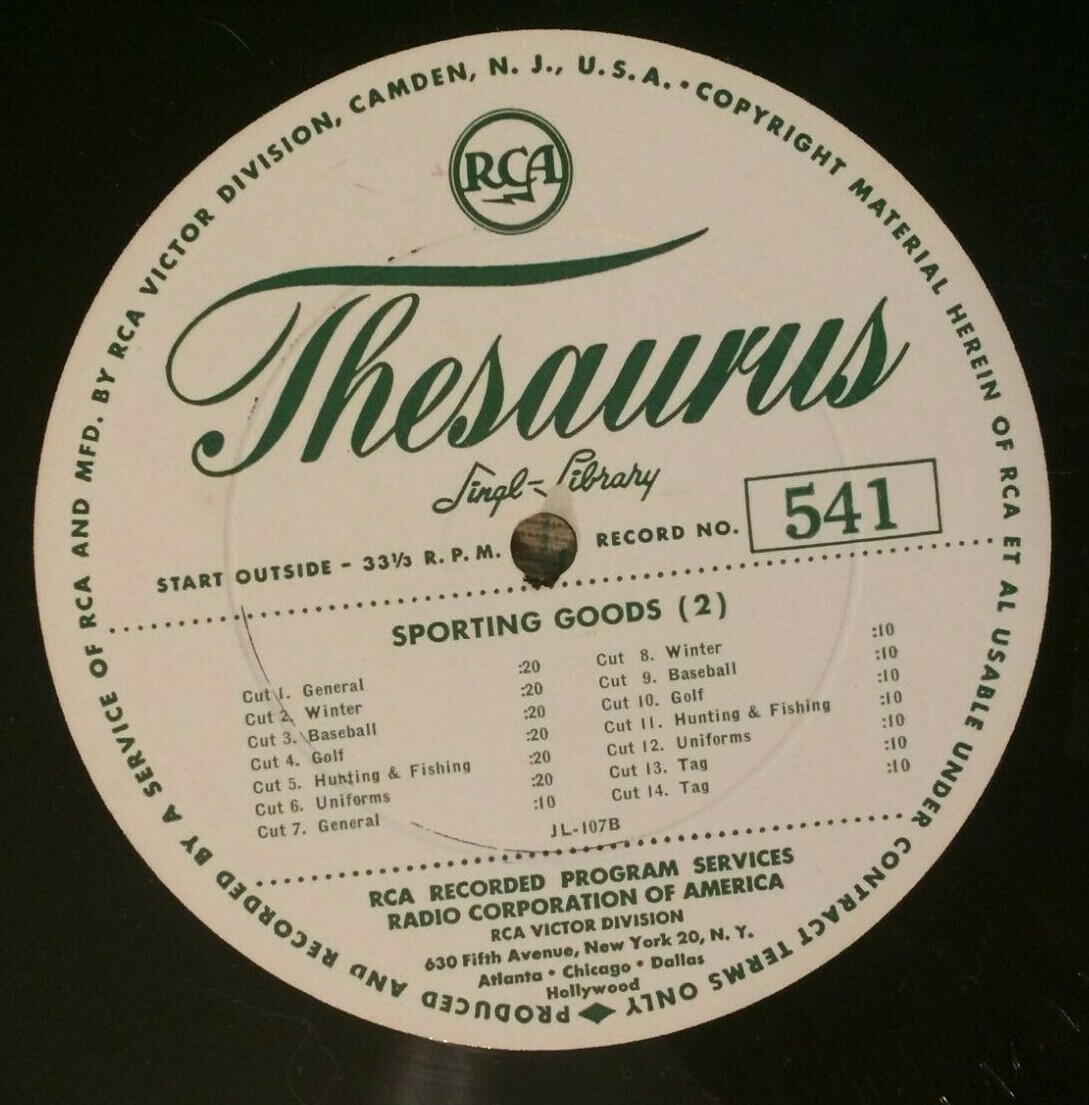 PRODUCED AND RECORDED BY A SERVICE OF RCA AND MFD. BY RCA VICTOR DIVISION, CAMDEN, N. J., U.S.A. • COPYRIGHT MATERIAL HEREIN OF RCA ET AL USABLE UNDER CONTRACT TERMS ONLY
RCA
Thesaurus
Singl-Library
START OUTSIDE - 33⅓ R. P. M. RECORD NO. 541
SPORTING GOODS (2)
Cut 1. General :20
Cut 2. Winter :20
Cut 3. Baseball :20
Cut 4. Golf :20
Cut 5. Hunting & Fishing :20
Cut 6. Uniforms :20
Cut 7. General :10
Cut 8. Winter :10
Cut 9. Baseball :10
Cut 10. Golf :10
Cut 11. Hunting & Fishing :10
Cut 12. Uniforms :10
Cut 13. Tag :10
Cut 14. Tag :10
JL-107B
RCA RECORDED PROGRAM SERVICES
RADIO CORPORATION OF AMERICA
RCA VICTOR DIVISION
630 Fifth Avenue, New York 20, N. Y.
Atlanta • Chicago • Dallas
Hollywood